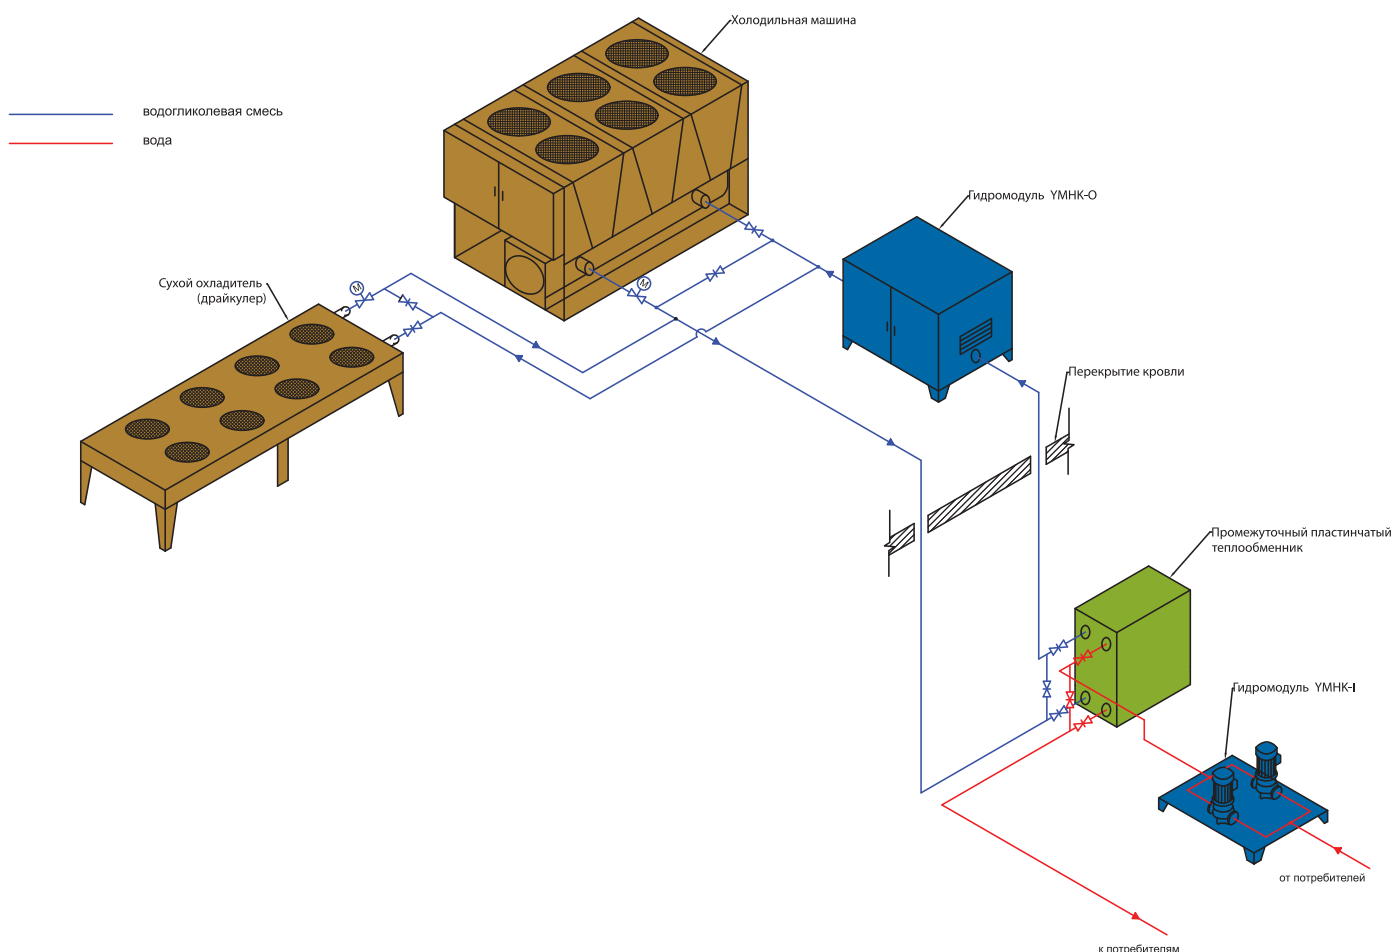 Холодильная машина
водогликолевая смесь
вода
Гидромодуль YMHK-O
Сухой охладитель
(драйкулер)
M
M
Перекрытие кровли
Промежуточный пластинчатый
теплообменник
Гидромодуль YMHK-I
от потребителей
к потребителям